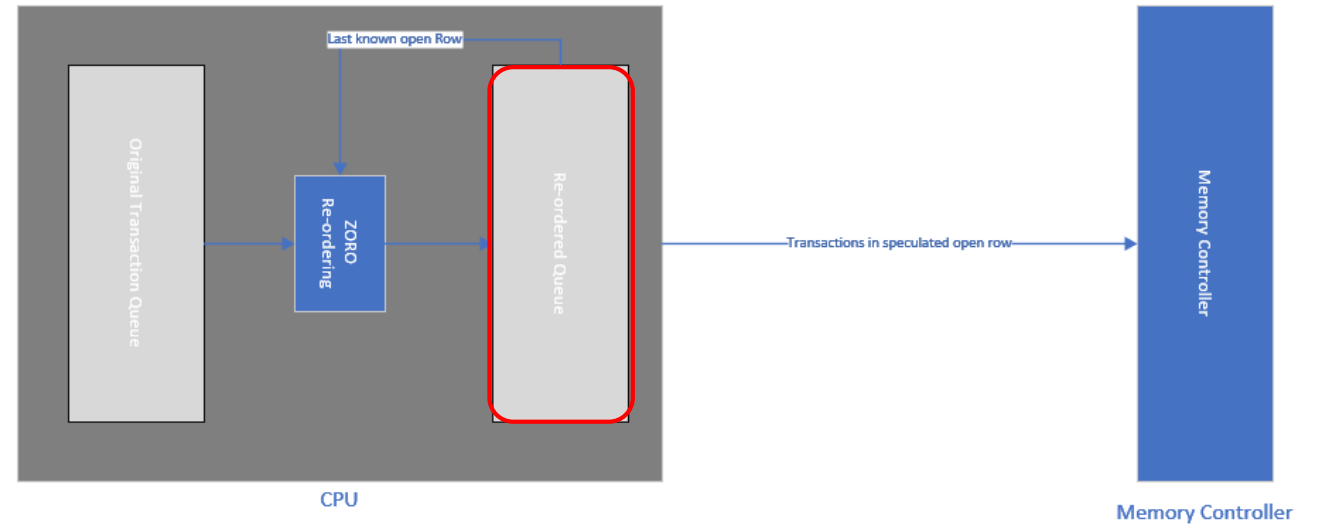 Last known open Row
Original Transaction Queue
ZORO
Re-ordering
Re-ordered Queue
Transactions in speculated open row
Memory Controller
CPU
Memory Controller